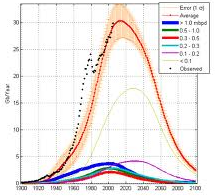 Error (1 σ)
Average
> 1.0 mbpd
0.5 - 1.0
0.3 - 0.5
0.2 - 0.3
0.1 - 0.2
< 0.1
Observed
Gb/Year
30
25
20
15
10
5
0
1900 1920 1940 1960 1980 2000 2020 2040 2060 2080 2100